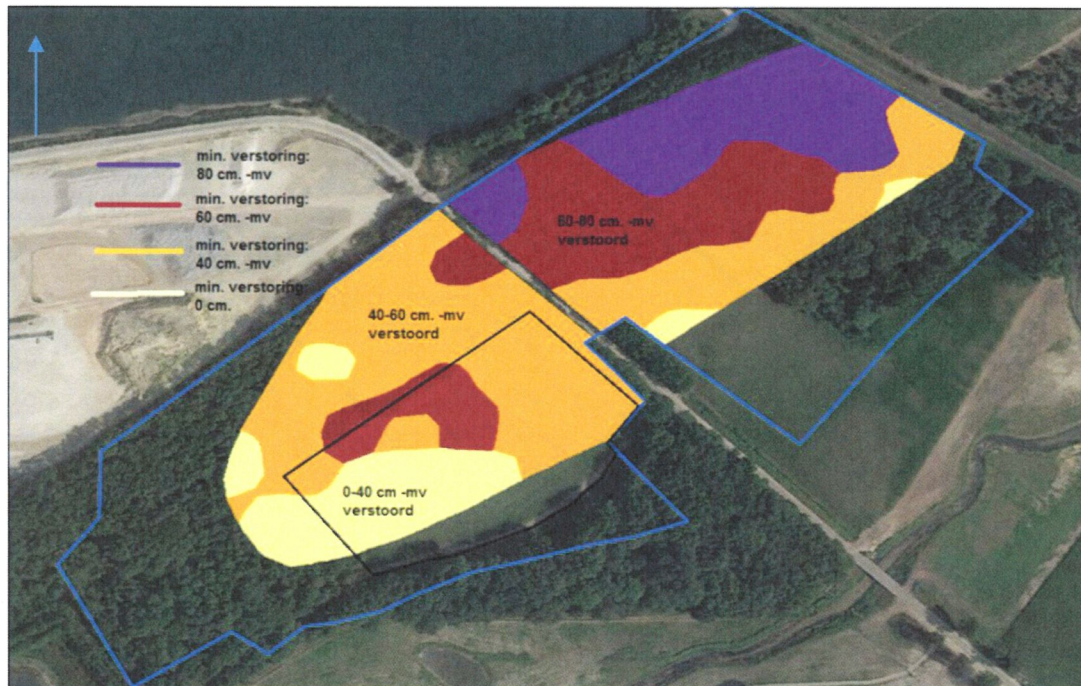 min. verstoring:
80 cm. -mv
min. verstoring:
60 cm. -mv
min. verstoring:
40 cm. -mv
min. verstoring:
0 cm.
60-80 cm. -mv
verstoord
40-60 cm. -mv
verstoord
0-40 cm -mv
verstoord